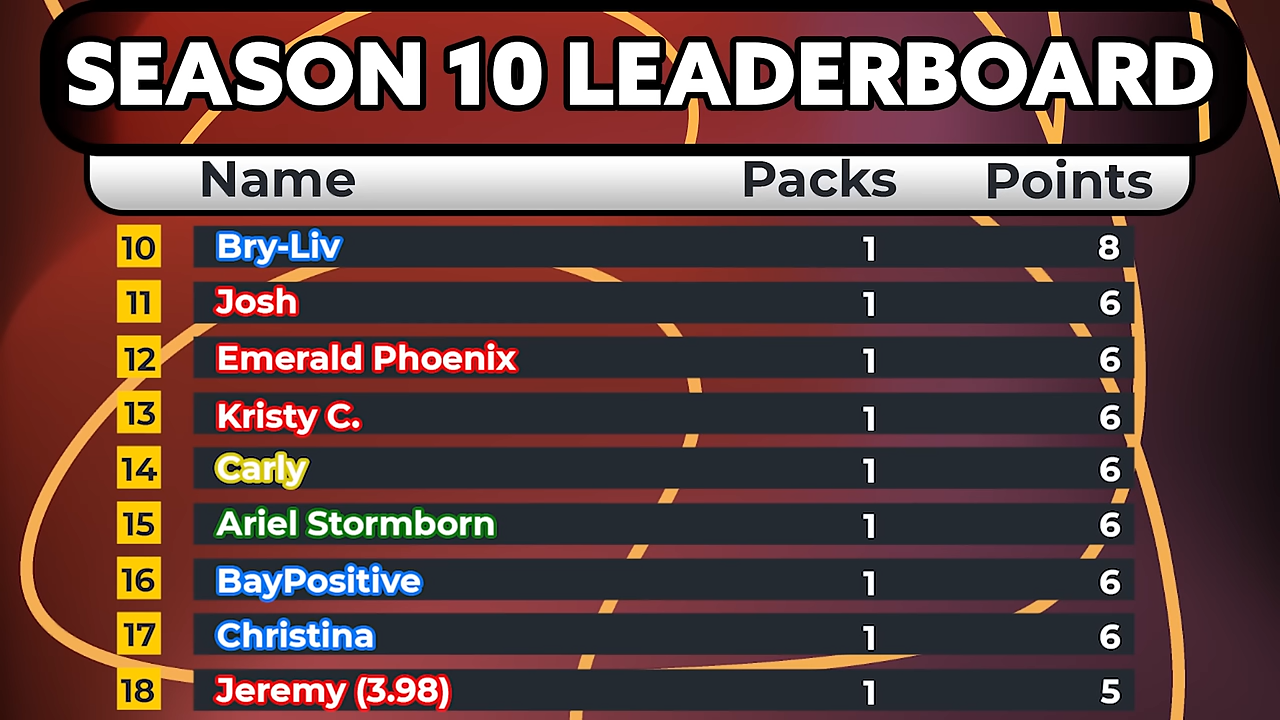 SEASON 10 LEADERBOARD
Name Packs Points
10 Bry-Liv 1 8
11 Josh 1 6
12 Emerald Phoenix 1 6
13 Kristy C. 1 6
14 Carly 1 6
15 Ariel Stormborn 1 6
16 BayPositive 1 6
17 Christina 1 6
18 Jeremy (3.98) 1 5